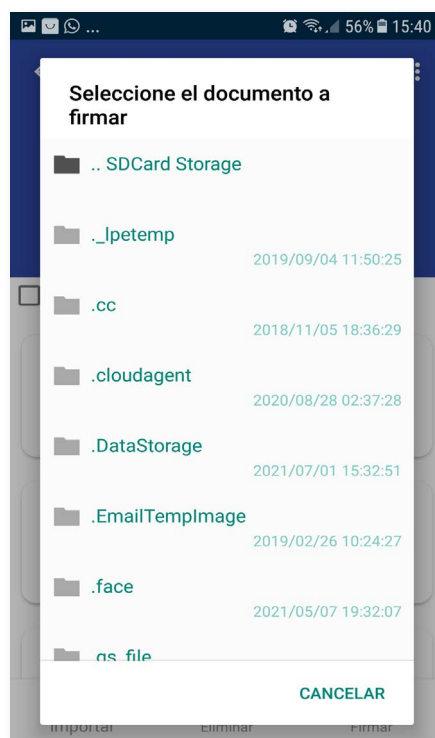 ... 56% 15:40
Seleccione el documento a
firmar
.. SDCard Storage
._lpetemp
2019/09/04 11:50:25
.cc
2018/11/05 18:36:29
.cloudagent
2020/08/28 02:37:28
.DataStorage
2021/07/01 15:32:51
.EmailTempImage
2019/02/26 10:24:27
.face
2021/05/07 19:32:07
.gs_file
CANCELAR
Importar Eliminar Firmar